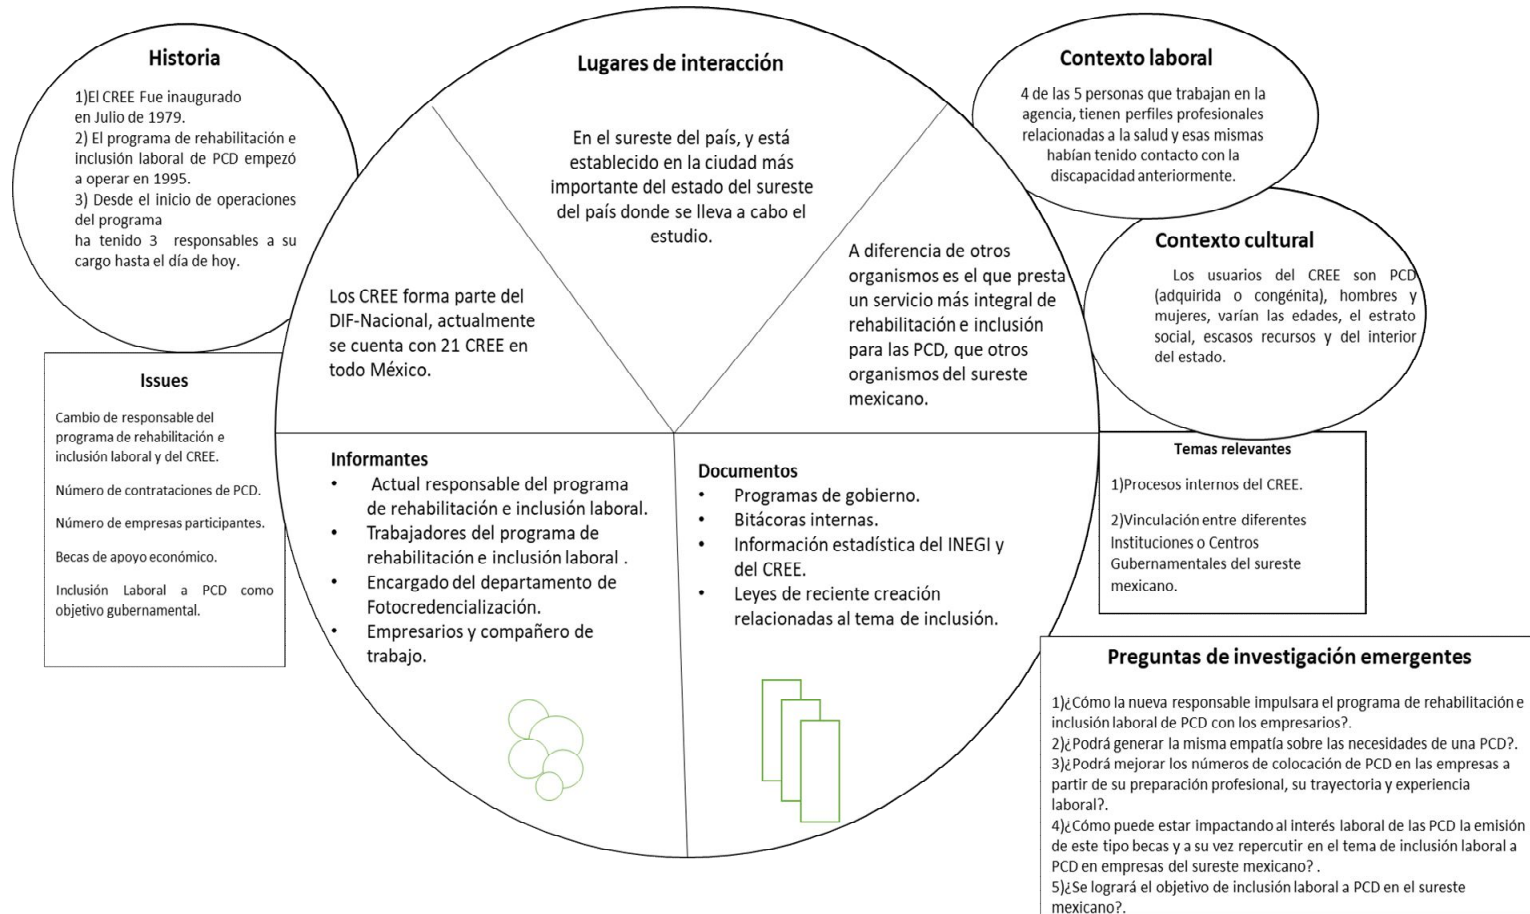 Historia
1)El CREE Fue inaugurado
en Julio de 1979.
2) El programa de rehabilitación e
inclusión laboral de PCD empezó
a operar en 1995.
3) Desde el inicio de operaciones
del programa
ha tenido 3 responsables a su
cargo hasta el día de hoy.
Issues
Cambio de responsable del
programa de rehabilitación e
inclusión laboral y del CREE.
Número de contrataciones de PCD.
Número de empresas participantes.
Becas de apoyo económico.
Inclusión Laboral a PCD como
objetivo gubernamental.
Lugares de interacción
En el sureste del país, y está
establecido en la ciudad más
importante del estado del sureste
del país donde se lleva a cabo el
estudio.
Los CREE forma parte del
DIF-Nacional, actualmente
se cuenta con 21 CREE en
todo México.
A diferencia de otros
organismos es el que presta
un servicio más integral de
rehabilitación e inclusión
para las PCD, que otros
organismos del sureste
mexicano.
Informantes
• Actual responsable del programa
de rehabilitación e inclusión laboral.
• Trabajadores del programa de
rehabilitación e inclusión laboral .
• Encargado del departamento de
Fotocredencialización.
• Empresarios y compañero de
trabajo.
Documentos
• Programas de gobierno.
• Bitácoras internas.
• Información estadística del INEGI y
del CREE.
• Leyes de reciente creación
relacionadas al tema de inclusión.
Contexto laboral
4 de las 5 personas que trabajan en la
agencia, tienen perfiles profesionales
relacionadas a la salud y esas mismas
habían tenido contacto con la
discapacidad anteriormente.
Contexto cultural
Los usuarios del CREE son PCD
(adquirida o congénita), hombres y
mujeres, varían las edades, el estrato
social, escasos recursos y del interior
del estado.
Temas relevantes
1)Procesos internos del CREE.
2)Vinculación entre diferentes
Instituciones o Centros
Gubernamentales del sureste
mexicano.
Preguntas de investigación emergentes
1)¿Cómo la nueva responsable impulsara el programa de rehabilitación e
inclusión laboral de PCD con los empresarios?.
2)¿Podrá generar la misma empatía sobre las necesidades de una PCD?.
3)¿Podrá mejorar los números de colocación de PCD en las empresas a
partir de su preparación profesional, su trayectoria y experiencia
laboral?.
4)¿Cómo puede estar impactando al interés laboral de las PCD la emisión
de este tipo becas y a su vez repercutir en el tema de inclusión laboral a
PCD en empresas del sureste mexicano? .
5)¿Se logrará el objetivo de inclusión laboral a PCD en el sureste
mexicano?.